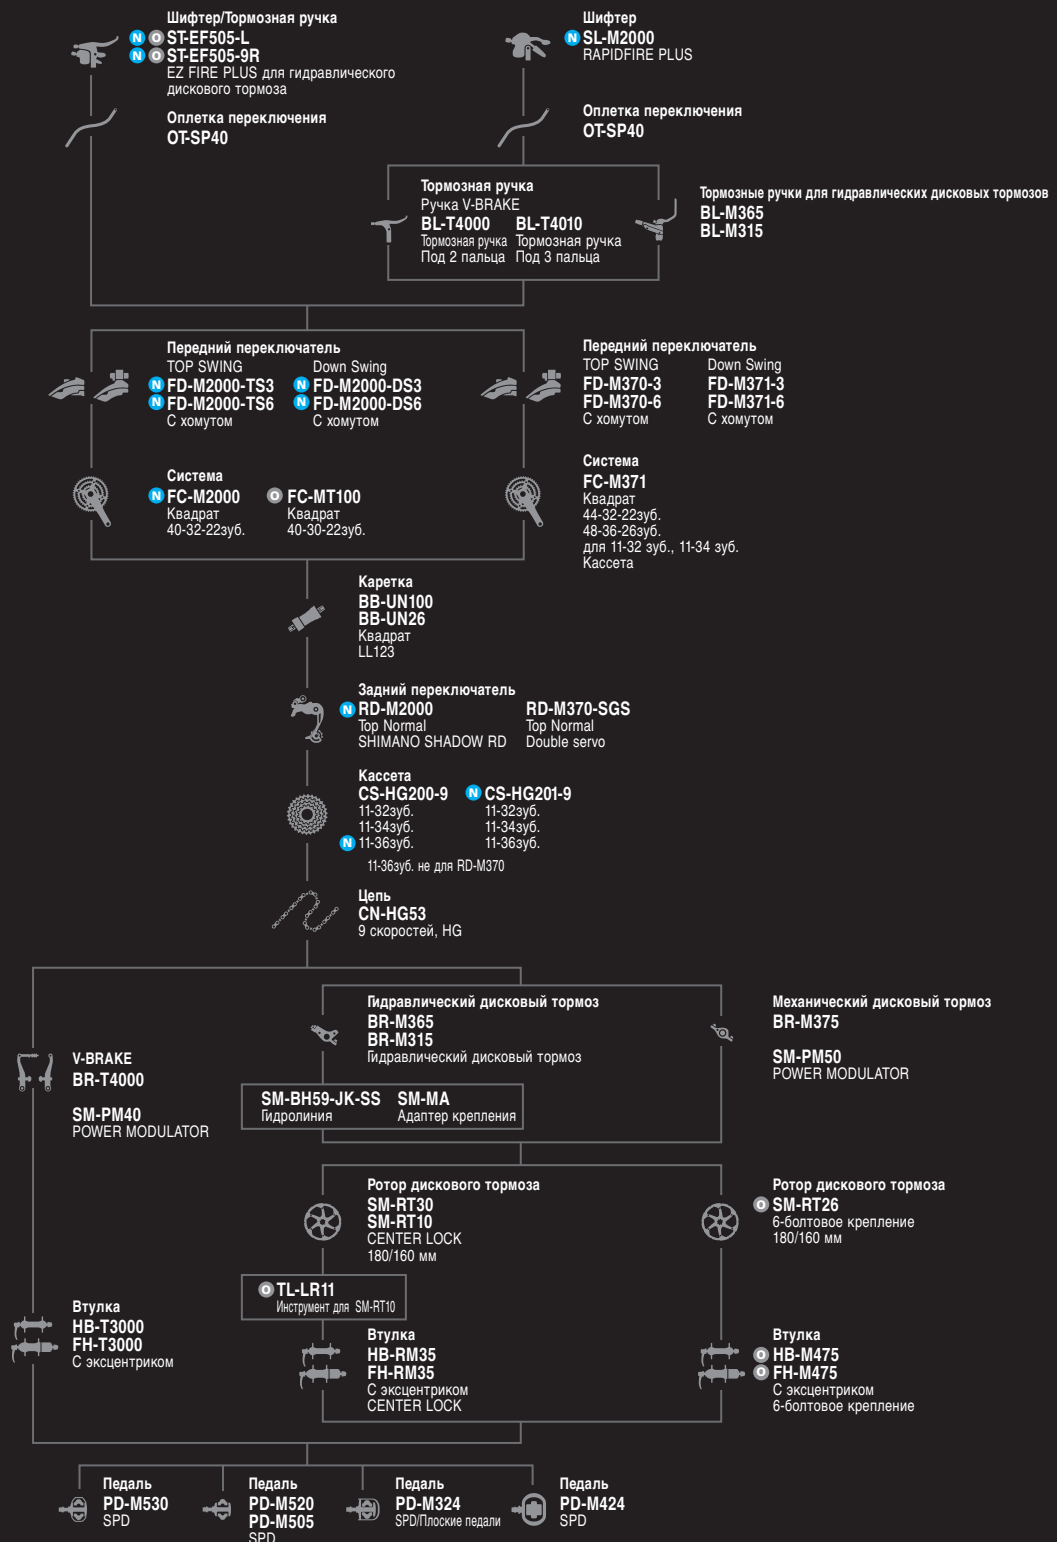 Шифтер/Тормозная ручка
N O ST-EF505-L
N O ST-EF505-9R
EZ FIRE PLUS для гидравлического
дискового тормоза
Шифтер
N SL-M2000
RAPIDFIRE PLUS
Оплетка переключения
OT-SP40
Оплетка переключения
OT-SP40
Тормозная ручка
Ручка V-BRAKE
BL-T4000
Тормозная ручка
Под 2 пальца
BL-T4010
Тормозная ручка
Под 3 пальца
Тормозные ручки для гидравлических дисковых тормозов
BL-M365
BL-M315
Передний переключатель
TOP SWING
N FD-M2000-TS3
N FD-M2000-TS6
С хомутом
Down Swing
N FD-M2000-DS3
N FD-M2000-DS6
С хомутом
Передний переключатель
TOP SWING
FD-M370-3
FD-M370-6
С хомутом
Down Swing
FD-M371-3
FD-M371-6
С хомутом
Система
N FC-M2000
Квадрат
40-32-22зуб.
O FC-MT100
Квадрат
40-30-22зуб.
Система
FC-M371
Квадрат
44-32-22зуб.
48-36-26зуб.
для 11-32 зуб., 11-34 зуб.
Кассета
Каретка
BB-UN100
BB-UN26
Квадрат
LL123
Задний переключатель
N RD-M2000
Top Normal
SHIMANO SHADOW RD
RD-M370-SGS
Top Normal
Double servo
Кассета
CS-HG200-9
11-32зуб.
11-34зуб.
N 11-36зуб.
N CS-HG201-9
11-32зуб.
11-34зуб.
11-36зуб.
11-36зуб. не для RD-M370
Цепь
CN-HG53
9 скоростей, HG
V-BRAKE
BR-T4000
SM-PM40
POWER MODULATOR
Гидравлический дисковый тормоз
BR-M365
BR-M315
Гидравлический дисковый тормоз
Механический дисковый тормоз
BR-M375
SM-PM50
POWER MODULATOR
SM-BH59-JK-SS
Гидролиния
SM-MA
Адаптер крепления
Ротор дискового тормоза
SM-RT30
SM-RT10
CENTER LOCK
180/160 мм
Ротор дискового тормоза
O SM-RT26
6-болтовое крепление
180/160 мм
O TL-LR11
Инструмент для SM-RT10
Втулка
HB-T3000
FH-T3000
С эксцентриком
Втулка
HB-RM35
FH-RM35
С эксцентриком
CENTER LOCK
Втулка
O HB-M475
O FH-M475
С эксцентриком
6-болтовое крепление
Педаль
PD-M530
SPD
Педаль
PD-M520
PD-M505
SPD
Педаль
PD-M324
SPD/Плоские педали
Педаль
PD-M424
SPD